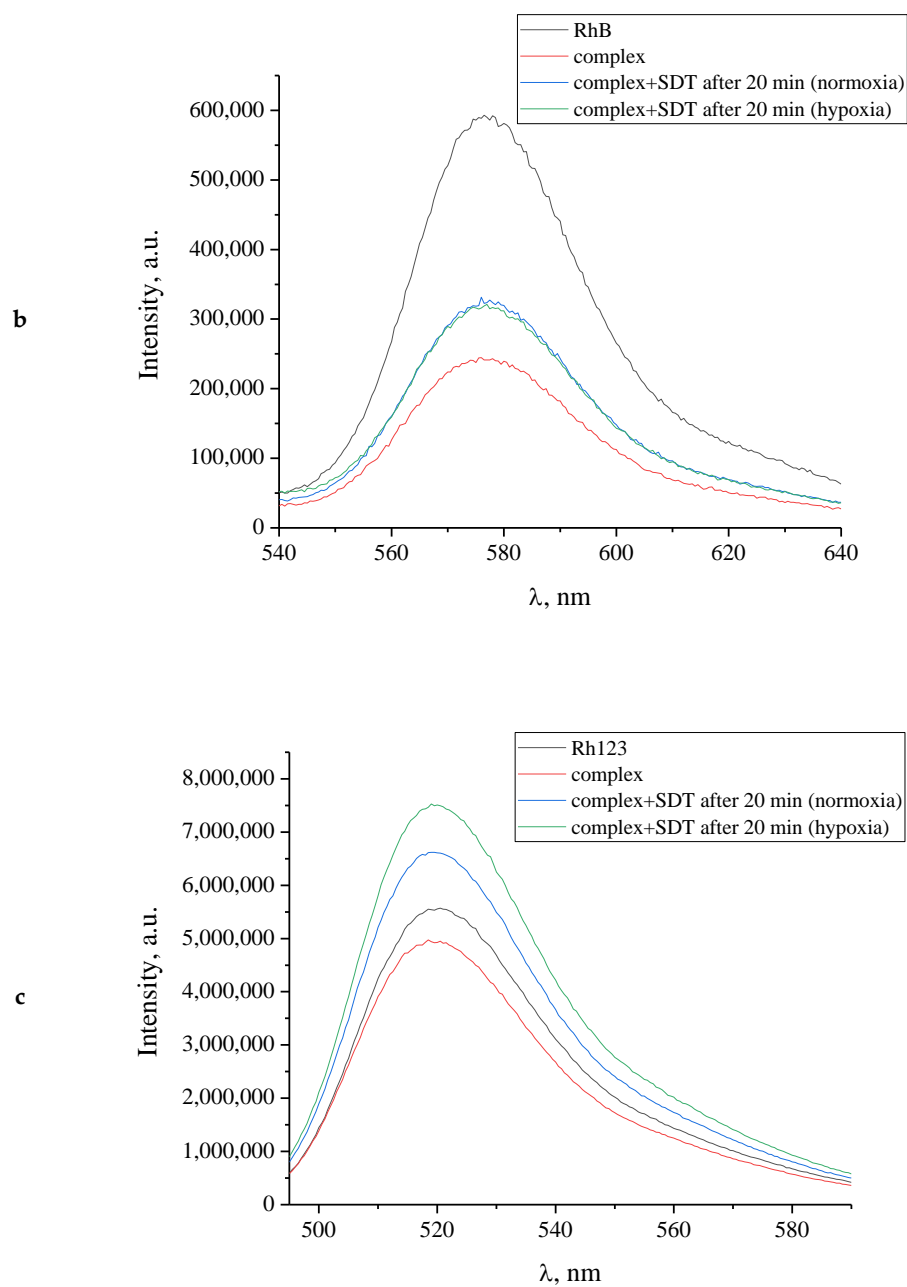 b
RhB
complex
complex+SDT after 20 min (normoxia)
complex+SDT after 20 min (hypoxia)
600,000
500,000
400,000
300,000
200,000
100,000
0
Intensity, a.u.
540 560 580 600 620 640
λ, nm
c
Rh123
complex
complex+SDT after 20 min (normoxia)
complex+SDT after 20 min (hypoxia)
8,000,000
7,000,000
6,000,000
5,000,000
4,000,000
3,000,000
2,000,000
1,000,000
0
Intensity, a.u.
500 520 540 560 580
λ, nm